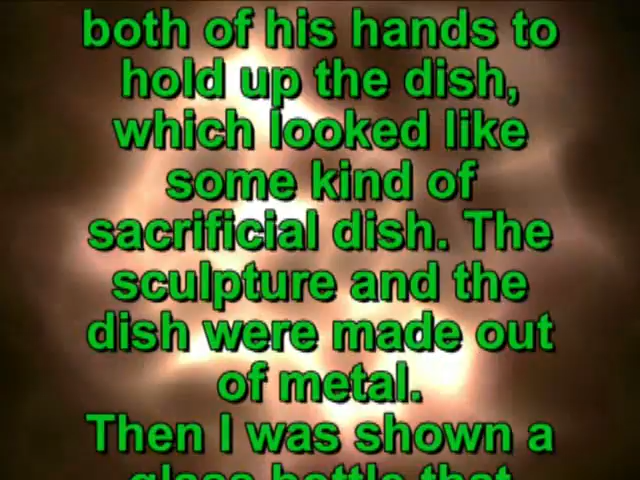 both of his hands to
hold up the dish,
which looked like
some kind of
sacrificial dish. The
sculpture and the
dish were made out
of metal.
Then I was shown a
glass bottle that